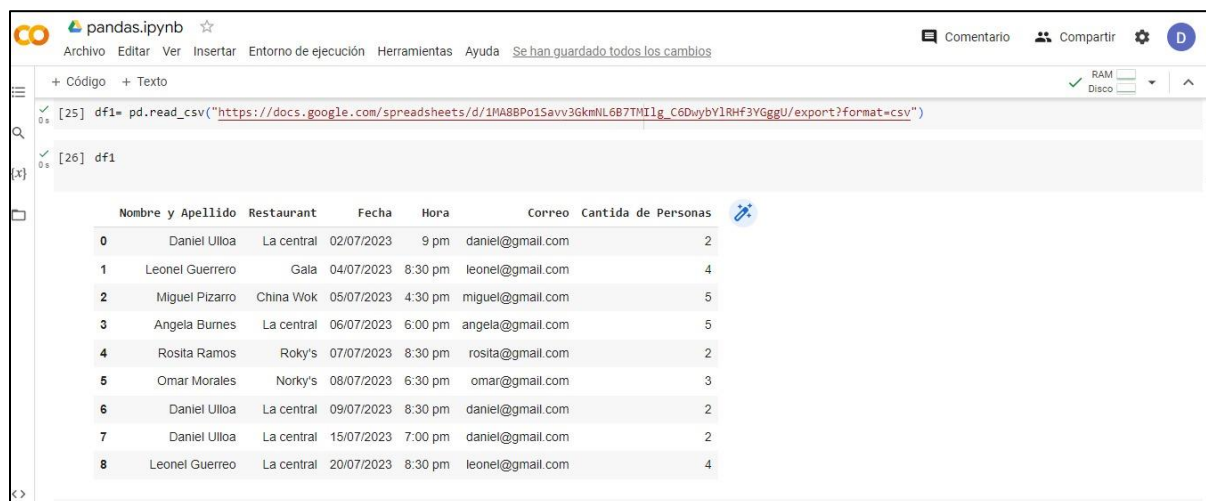 pandas.ipynb
Comentario Compartir D
Archivo Editar Ver Insertar Entorno de ejecución Herramientas Ayuda Se han guardado todos los cambios
+ Código + Texto RAM
Disco
[25] df1= pd.read_csv("https://docs.google.com/spreadsheets/d/1MA8BPo1Savv3GkmNL6B7TMIlg_C6DwybYlRHf3YGggU/export?format=csv")
0 s
[26] df1
0 s
{x}
Nombre y Apellido Restaurant Fecha Hora Correo Cantida de Personas
0 Daniel Ulloa La central 02/07/2023 9 pm daniel@gmail.com 2
1 Leonel Guerrero Gala 04/07/2023 8:30 pm leonel@gmail.com 4
2 Miguel Pizarro China Wok 05/07/2023 4:30 pm miguel@gmail.com 5
3 Angela Burnes La central 06/07/2023 6:00 pm angela@gmail.com 5
4 Rosita Ramos Roky's 07/07/2023 8:30 pm rosita@gmail.com 2
5 Omar Morales Norky's 08/07/2023 6:30 pm omar@gmail.com 3
6 Daniel Ulloa La central 09/07/2023 8:30 pm daniel@gmail.com 2
7 Daniel Ulloa La central 15/07/2023 7:00 pm daniel@gmail.com 2
8 Leonel Guerreo La central 20/07/2023 8:30 pm leonel@gmail.com 4